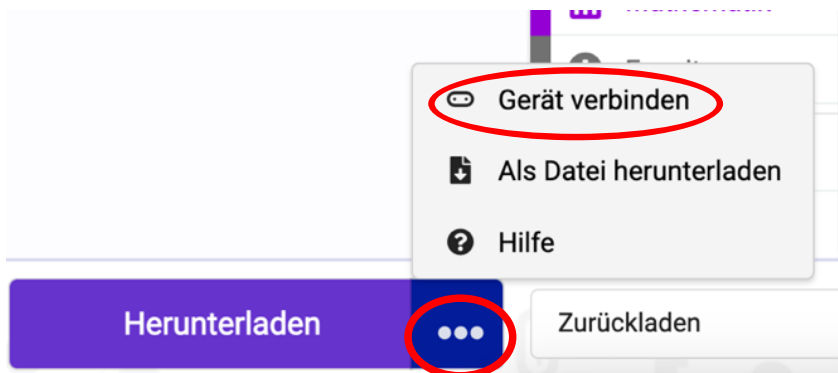 Gerät verbinden
Als Datei herunterladen
Hilfe
Herunterladen
Zurückladen